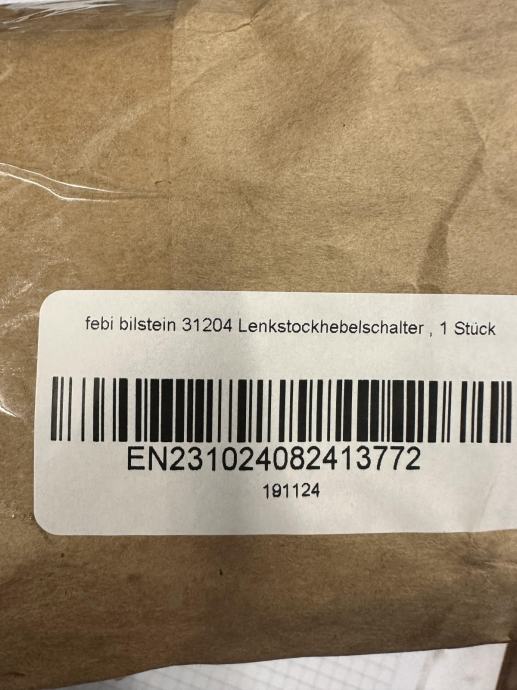 febi bilstein 31204 Lenkstockhebelschalter , 1 Stück
EN231024082413772
191124